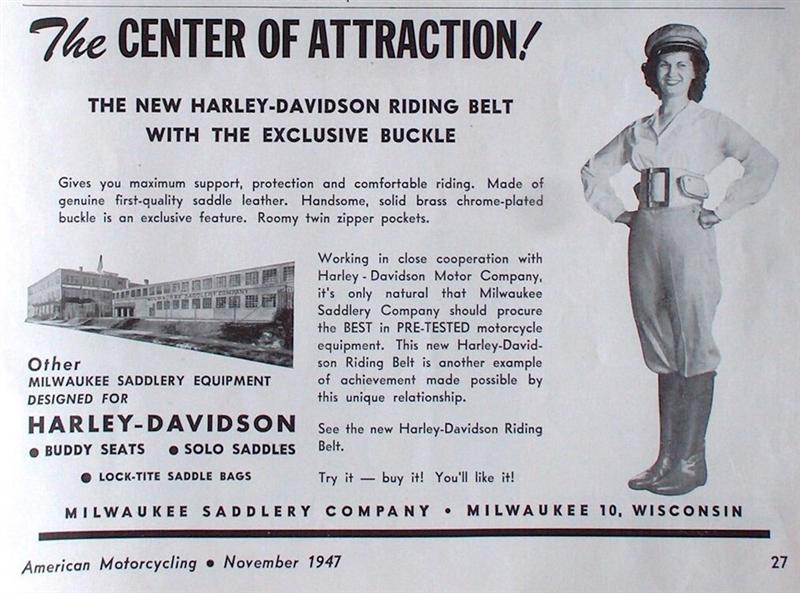 The CENTER OF ATTRACTION!
THE NEW HARLEY-DAVIDSON RIDING BELT
WITH THE EXCLUSIVE BUCKLE
Gives you maximum support, protection and comfortable riding. Made of
genuine first-quality saddle leather. Handsome, solid brass chrome-plated
buckle is an exclusive feature. Roomy twin zipper pockets.
Working in close cooperation with
Harley - Davidson Motor Company,
it's only natural that Milwaukee
Saddlery Company should procure
the BEST in PRE-TESTED motorcycle
equipment. This new Harley-David-
son Riding Belt is another example
of achievement made possible by
this unique relationship.
See the new Harley-Davidson Riding
Belt.
Try it — buy it! You'll like it!
MILWAUKEE SADDLERY COMPANY
Other
MILWAUKEE SADDLERY EQUIPMENT
DESIGNED FOR
HARLEY-DAVIDSON
● BUDDY SEATS ● SOLO SADDLES
● LOCK-TITE SADDLE BAGS
MILWAUKEE SADDLERY COMPANY • MILWAUKEE 10, WISCONSIN
American Motorcycling ● November 1947
27